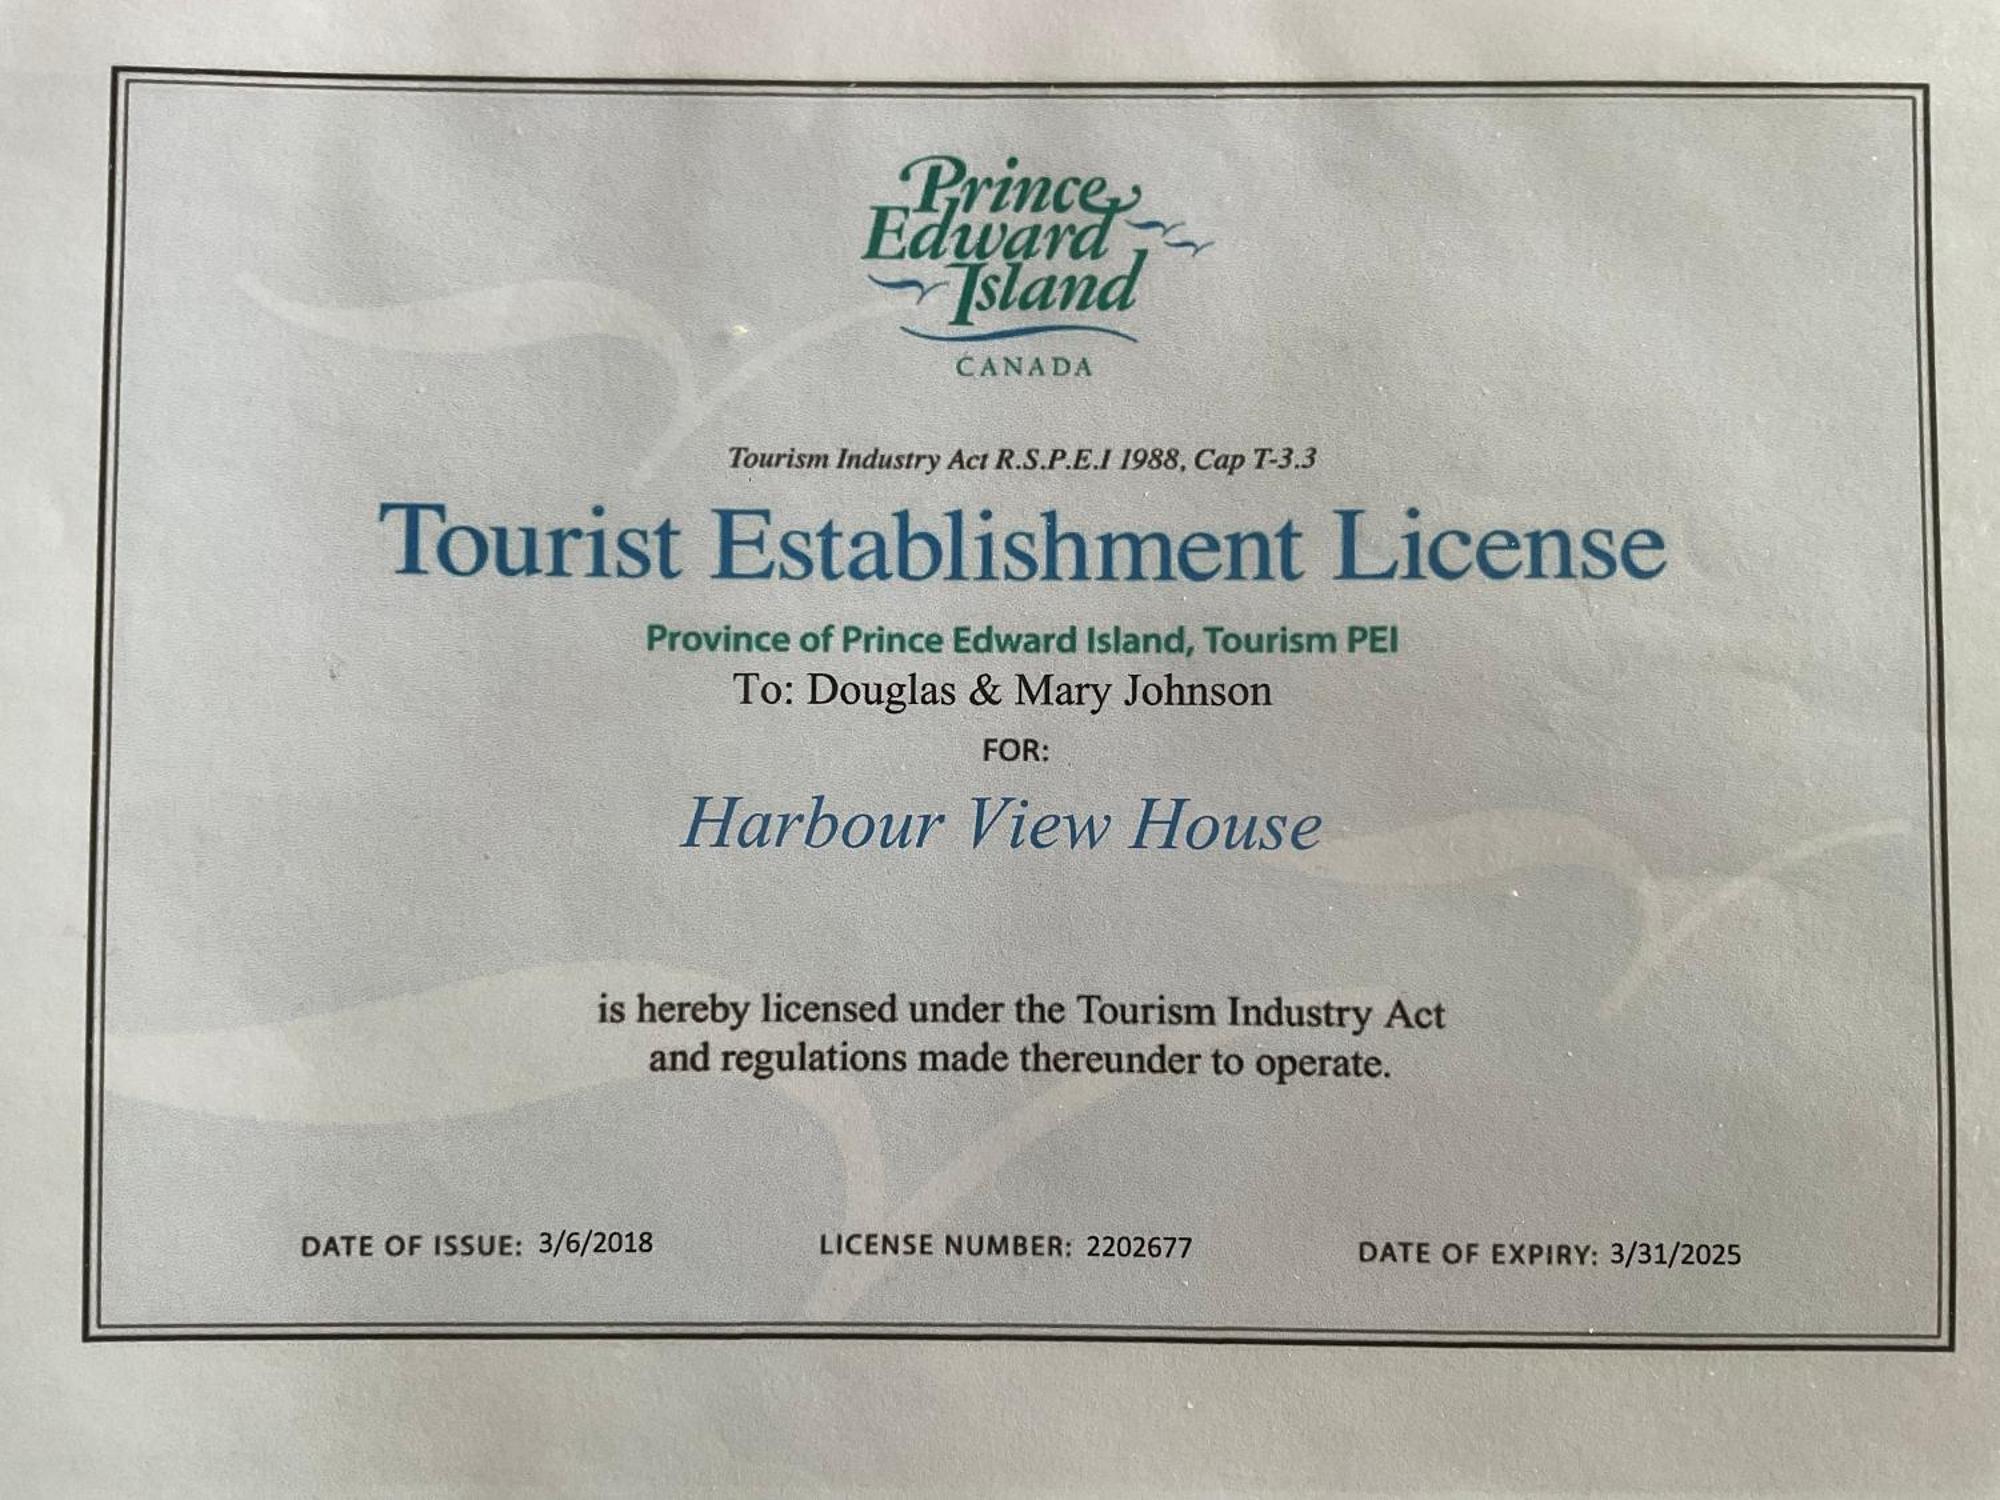 Prince
Edward
Island
CANADA
Tourism Industry Act R.S.P.E.I 1988, Cap T-3.3
Tourist Establishment License
Province of Prince Edward Island, Tourism PEI
To: Douglas & Mary Johnson
FOR:
Harbour View House
is hereby licensed under the Tourism Industry Act
and regulations made thereunder to operate.
DATE OF ISSUE: 3/6/2018 LICENSE NUMBER: 2202677 DATE OF EXPIRY: 3/31/2025